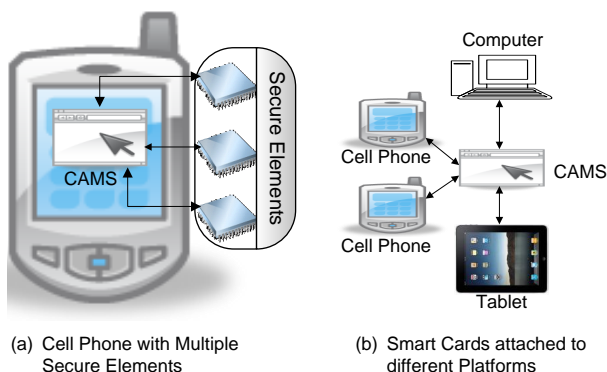 CAMS
Secure Elements
Computer
Cell Phone
CAMS
Cell Phone
Tablet
(a) Cell Phone with Multiple
Secure Elements
(b) Smart Cards attached to
different Platforms